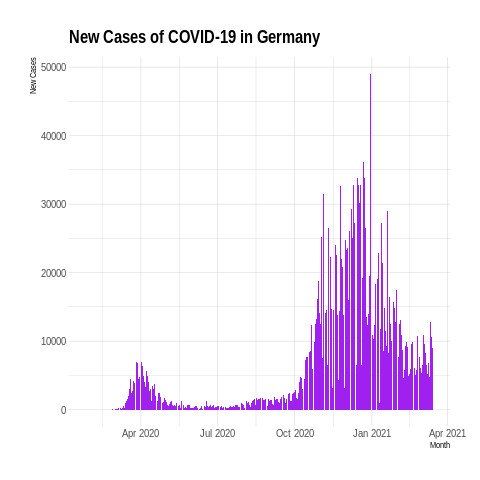 New Cases of COVID-19 in Germany
New Cases
50000
40000
30000
20000
10000
0
Apr 2020 Jul 2020 Oct 2020 Jan 2021 Apr 2021
Month